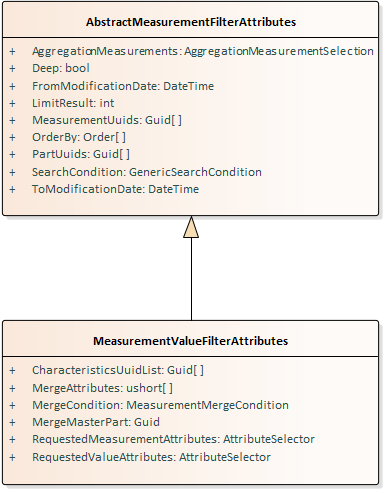 AbstractMeasurementFilterAttributes
+ AggregationMeasurements: AggregationMeasurementSelection
+ Deep: bool
+ FromModificationDate: DateTime
+ LimitResult: int
+ MeasurementUuids: Guid[ ]
+ OrderBy: Order[ ]
+ PartUuids: Guid[ ]
+ SearchCondition: GenericSearchCondition
+ ToModificationDate: DateTime
MeasurementValueFilterAttributes
+ CharacteristicsUuidList: Guid[ ]
+ MergeAttributes: ushort[ ]
+ MergeCondition: MeasurementMergeCondition
+ MergeMasterPart: Guid
+ RequestedMeasurementAttributes: AttributeSelector
+ RequestedValueAttributes: AttributeSelector